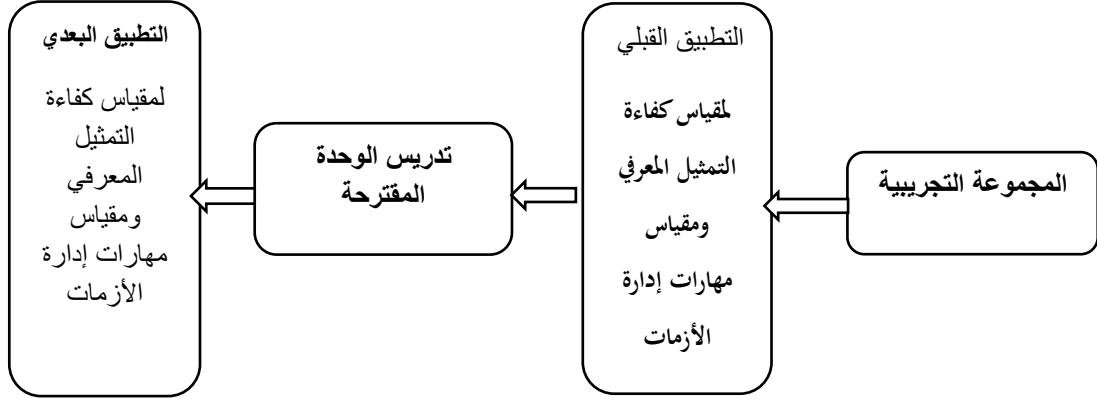 المجموعة التجريبية
التطبيق القبلي
لمقياس كفاءة
التمثيل المعرفي
ومقياس
مهارات إدارة
الأزمات
تدريس الوحدة
المقترحة
التطبيق البعدي
لمقياس كفاءة
التمثيل
المعرفي
ومقياس
مهارات إدارة
الأزمات